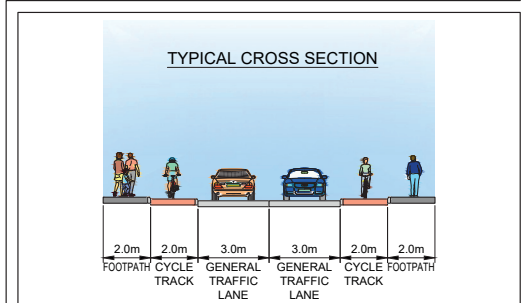 TYPICAL CROSS SECTION
2.0m 2.0m 3.0m 3.0m 2.0m 2.0m
FOOTPATH CYCLE GENERAL GENERAL CYCLE FOOTPATH
TRACK TRAFFIC TRAFFIC TRACK
LANE LANE